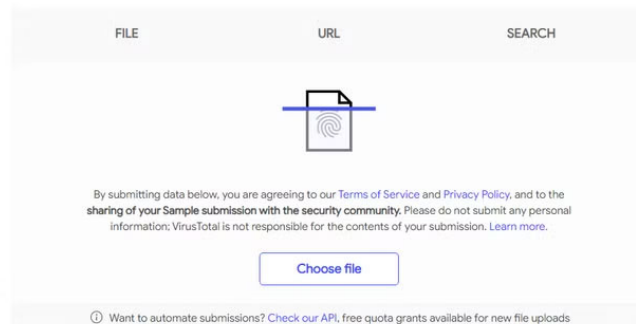 FILE URL SEARCH
By submitting data below, you are agreeing to our Terms of Service and Privacy Policy, and to the
sharing of your Sample submission with the security community. Please do not submit any personal
information; VirusTotal is not responsible for the contents of your submission. Learn more.
Choose file
Want to automate submissions? Check our API, free quota grants available for new file uploads